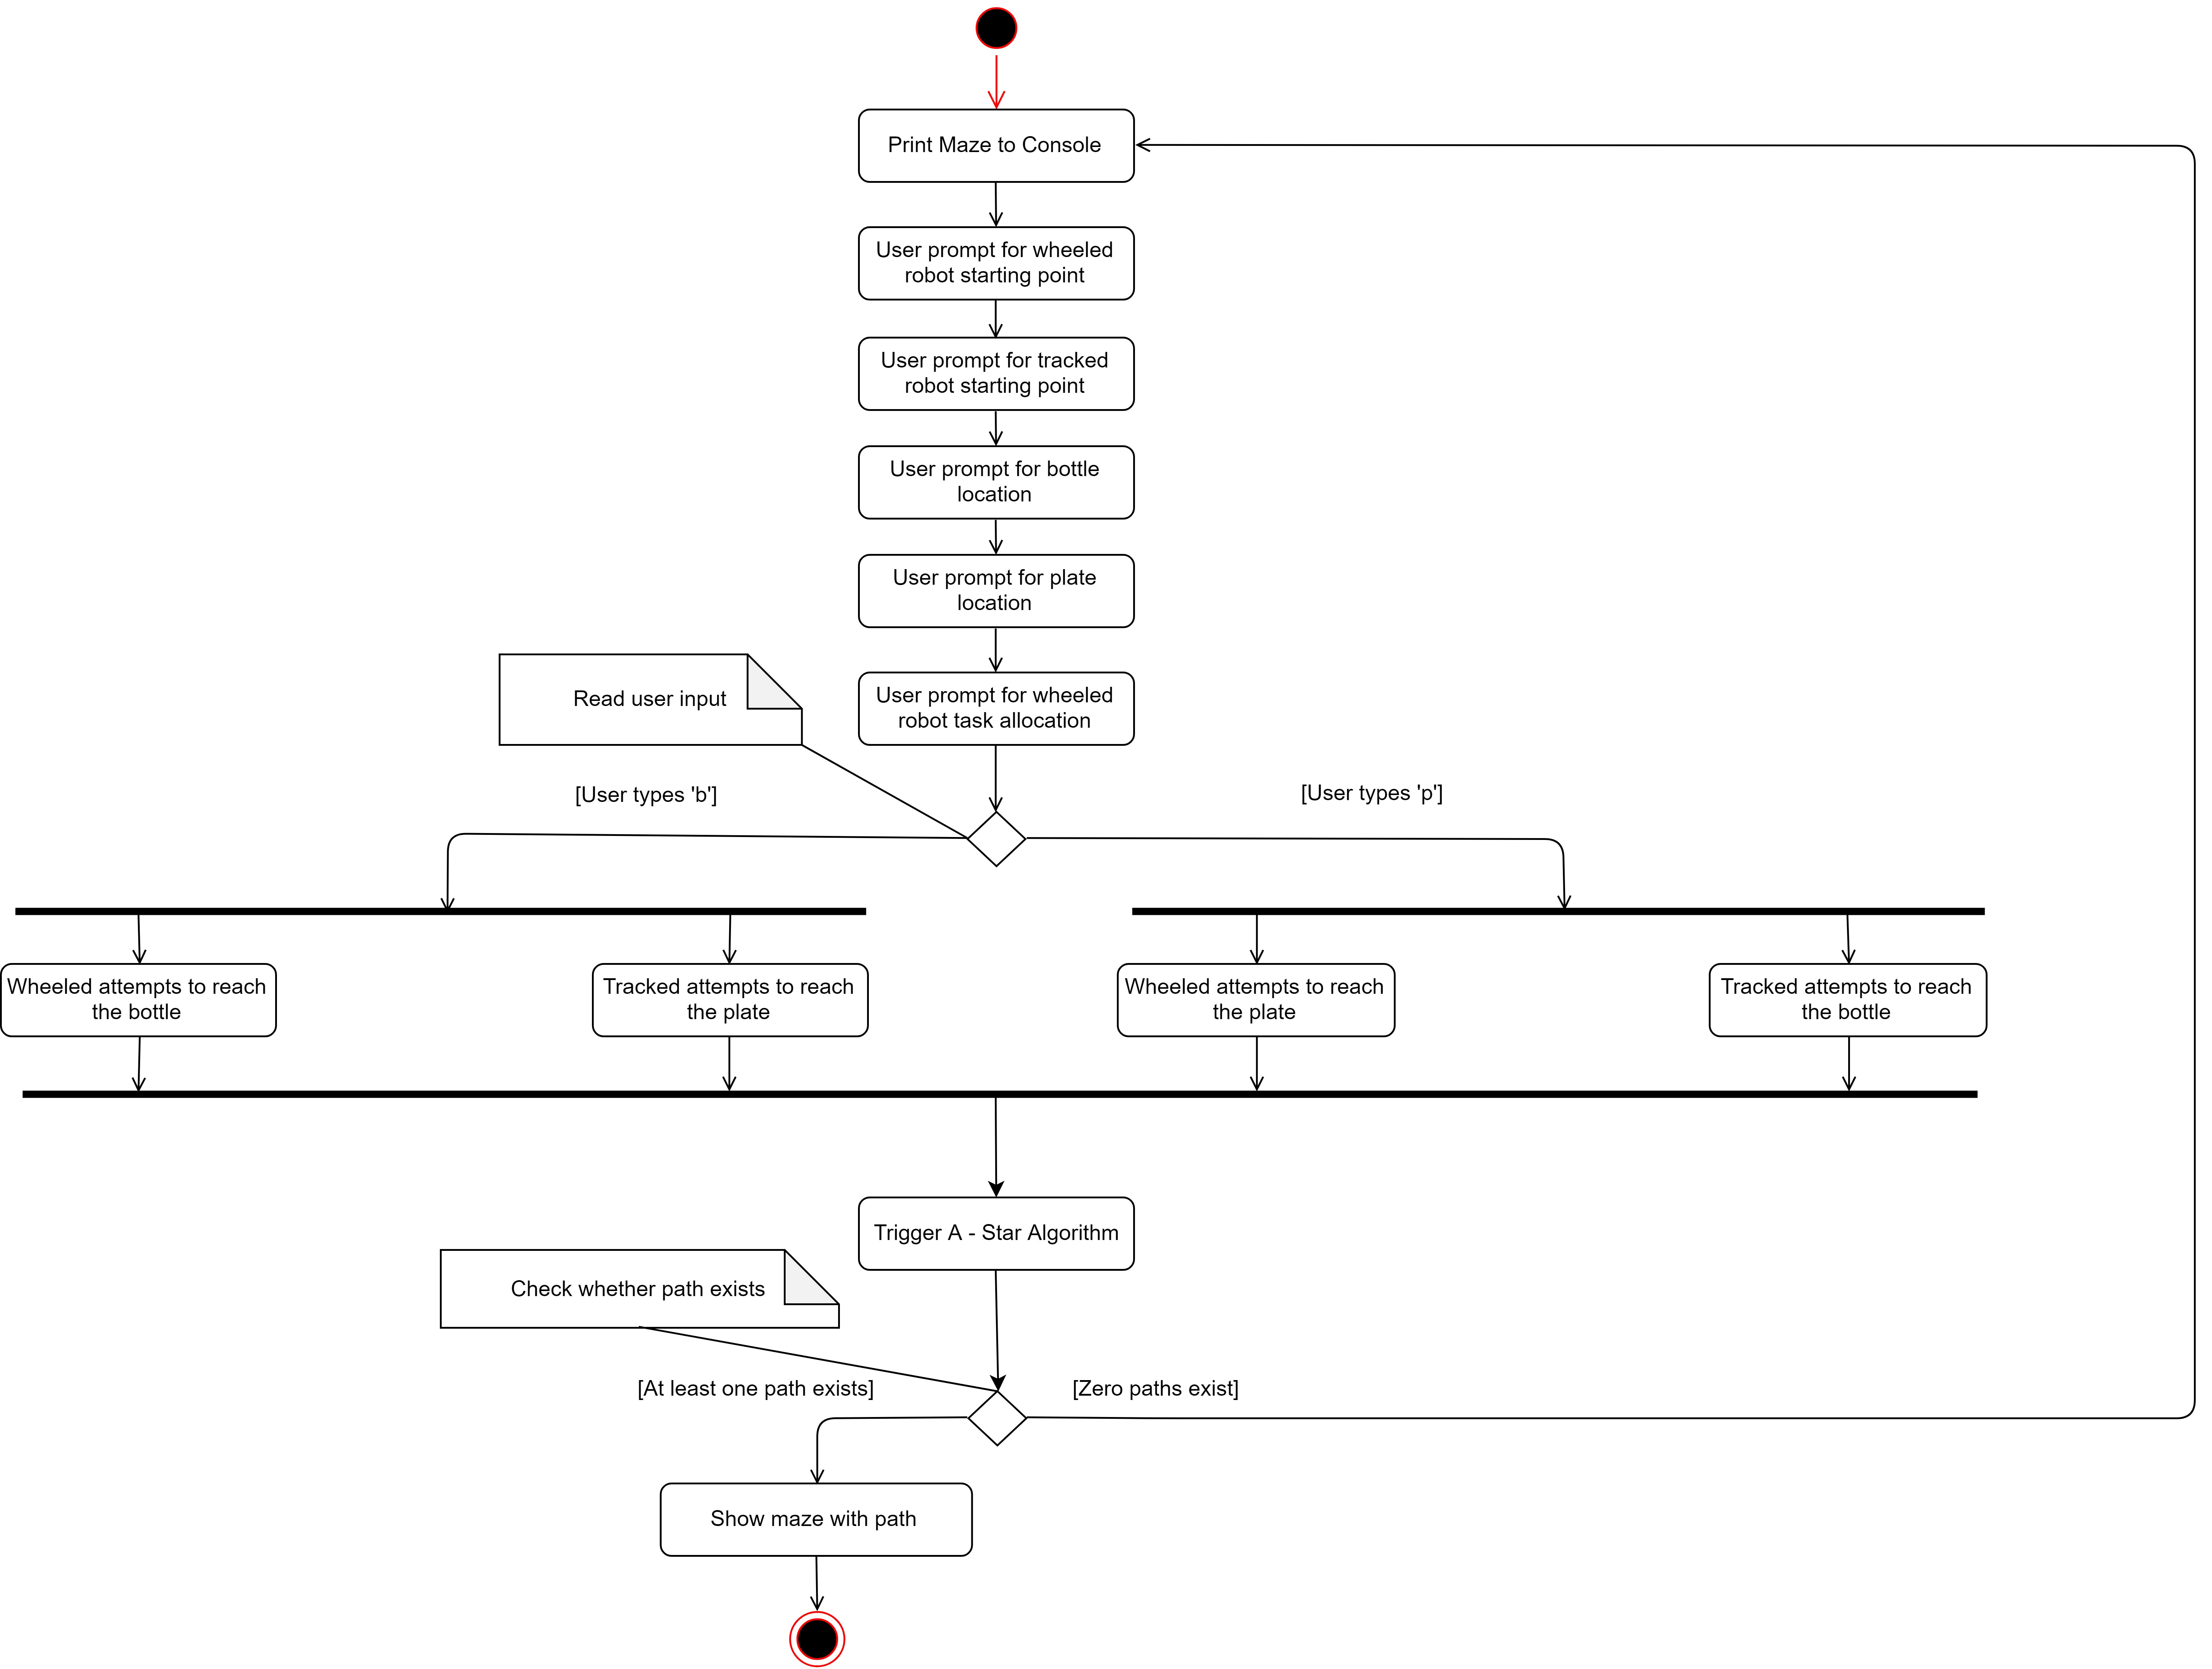 Print Maze to Console
User prompt for wheeled
robot starting point
User prompt for tracked
robot starting point
User prompt for bottle
location
User prompt for plate
location
Read user input
User prompt for wheeled
robot task allocation
[User types 'b']
[User types 'p']
Wheeled attempts to reach
the bottle
Tracked attempts to reach
the plate
Wheeled attempts to reach
the plate
Tracked attempts to reach
the bottle
Trigger A - Star Algorithm
Check whether path exists
[At least one path exists]
[Zero paths exist]
Show maze with path